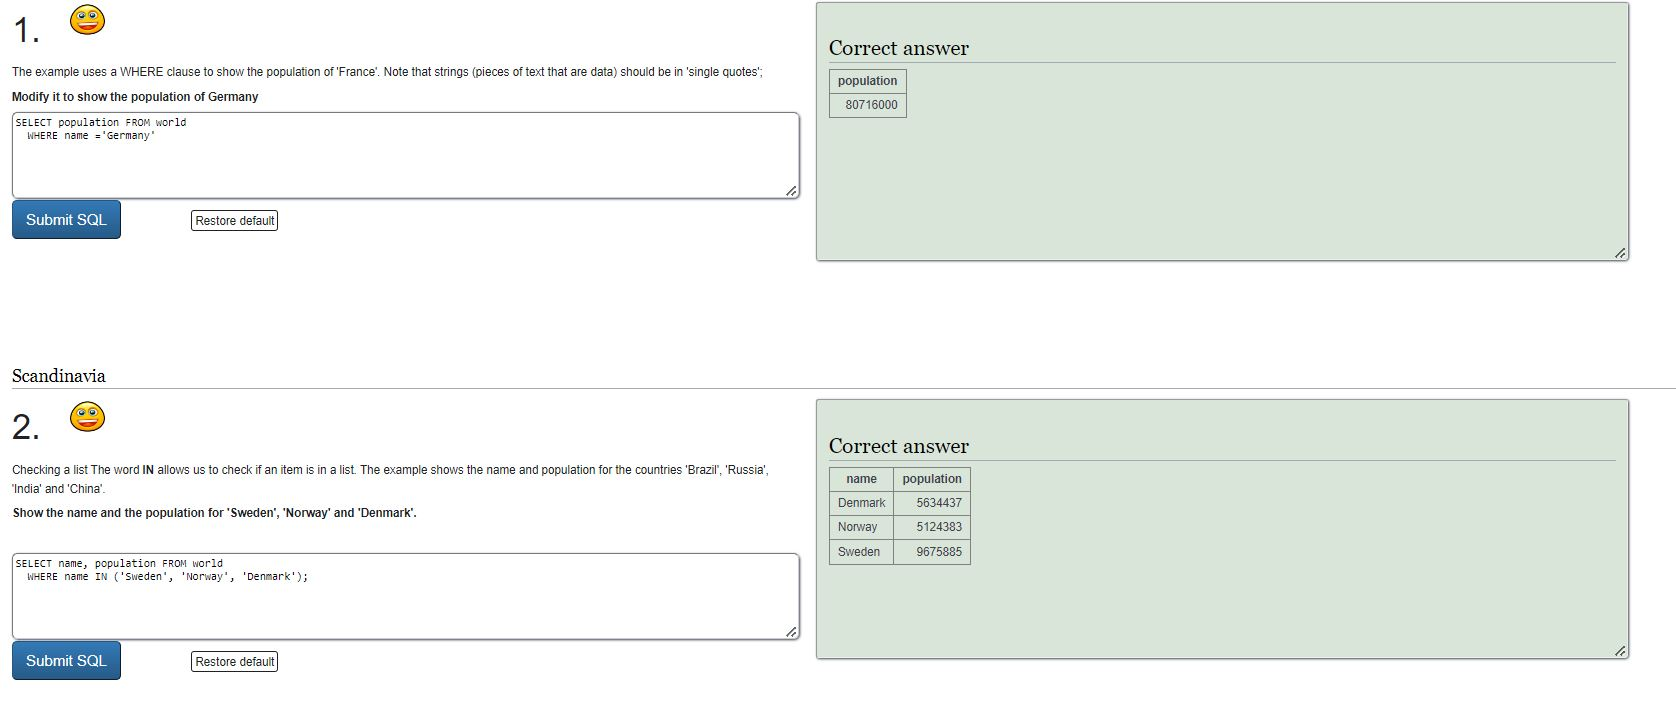 1.
The example uses a WHERE clause to show the population of 'France'. Note that strings (pieces of text that are data) should be in 'single quotes';
Modify it to show the population of Germany
SELECT population FROM world
WHERE name ='Germany'
Submit SQL
Restore default
Correct answer
population
80716000
Scandinavia
2.
Checking a list The word IN allows us to check if an item is in a list. The example shows the name and population for the countries 'Brazil', 'Russia',
'India' and 'China'.
Show the name and the population for 'Sweden', 'Norway' and 'Denmark'.
SELECT name, population FROM world
WHERE name IN ('Sweden', 'Norway', 'Denmark');
Submit SQL
Restore default
Correct answer
name population
Denmark 5634437
Norway 5124383
Sweden 9675885